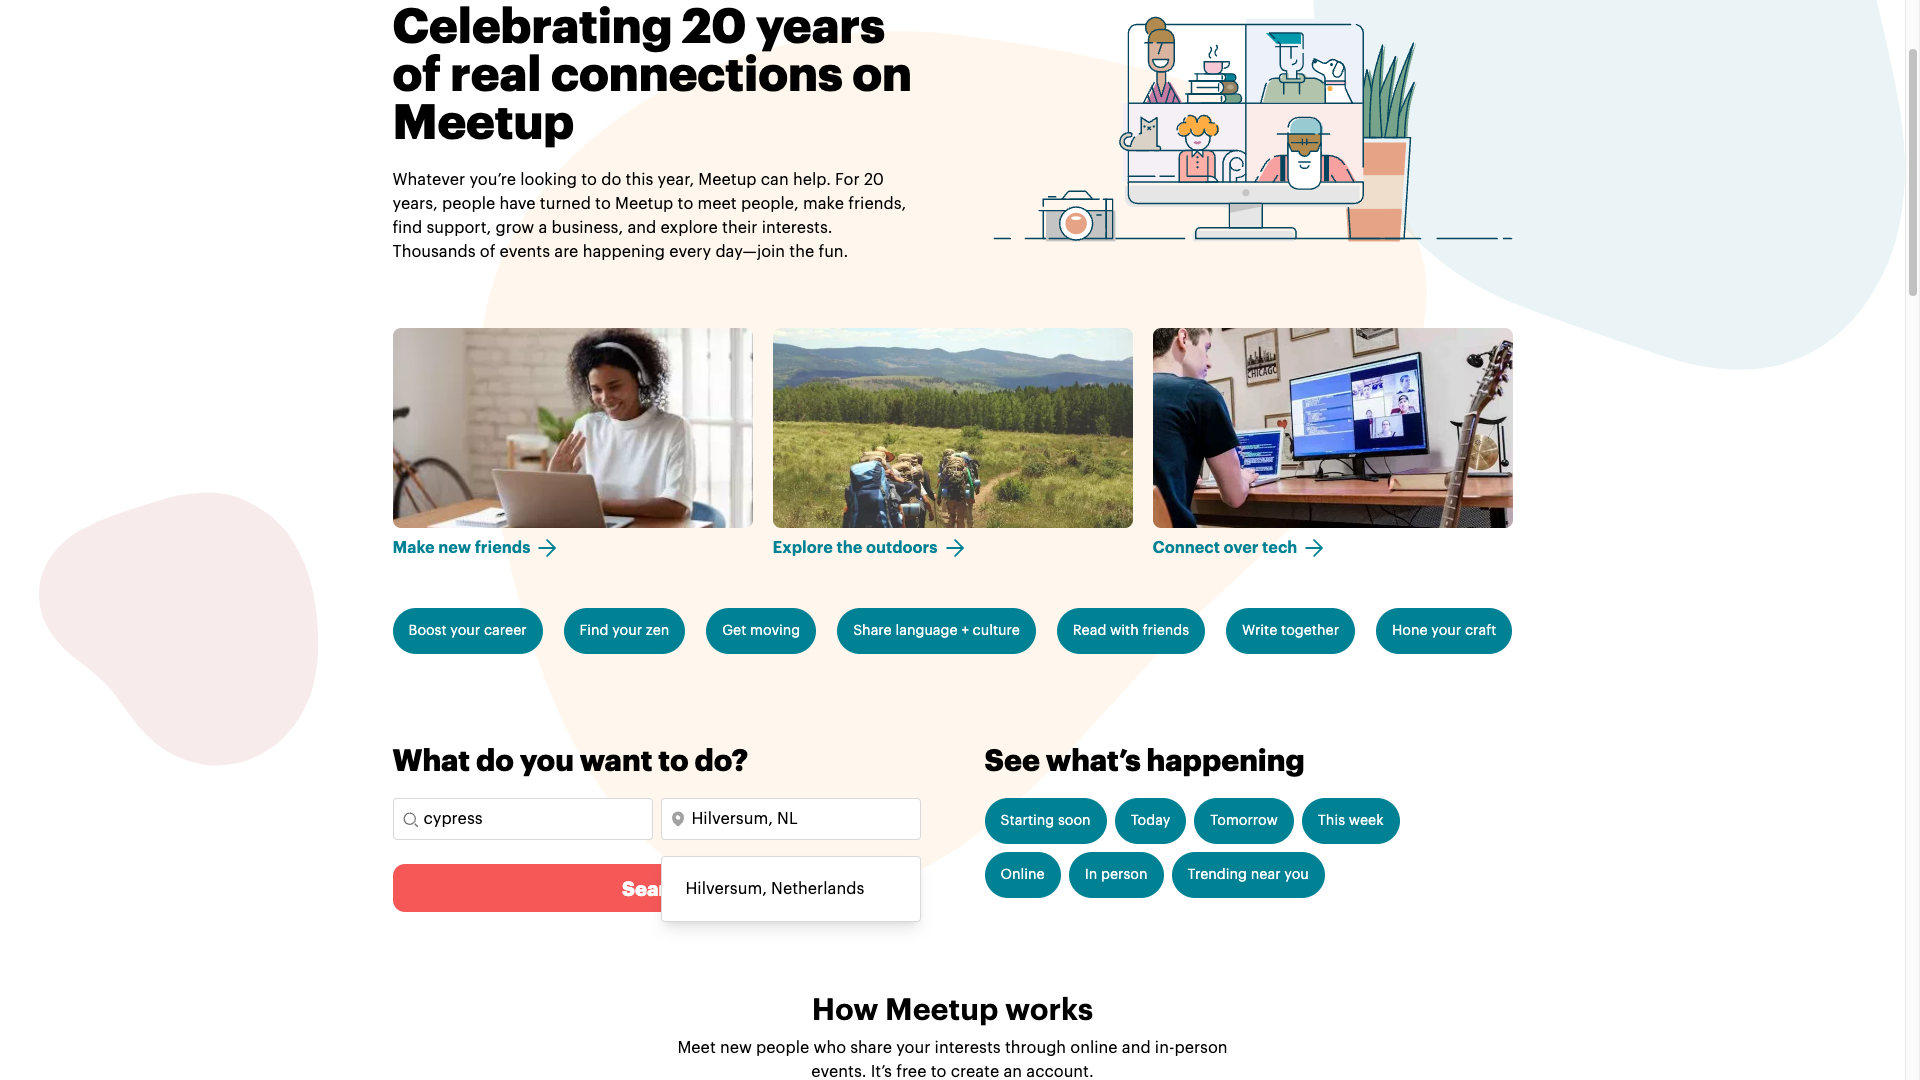 Celebrating 20 years
of real connections on
Meetup
Whatever you’re looking to do this year, Meetup can help. For 20
years, people have turned to Meetup to meet people, make friends,
find support, grow a business, and explore their interests.
Thousands of events are happening every day—join the fun.
CHICAGO
Make new friends
Explore the outdoors
Connect over tech
Boost your career
Find your zen
Get moving
Share language + culture
Read with friends
Write together
Hone your craft
What do you want to do?
cypress
Hilversum, NL
Sear
Hilversum, Netherlands
See what’s happening
Starting soon
Today
Tomorrow
This week
Online
In person
Trending near you
How Meetup works
Meet new people who share your interests through online and in-person
events. It’s free to create an account.